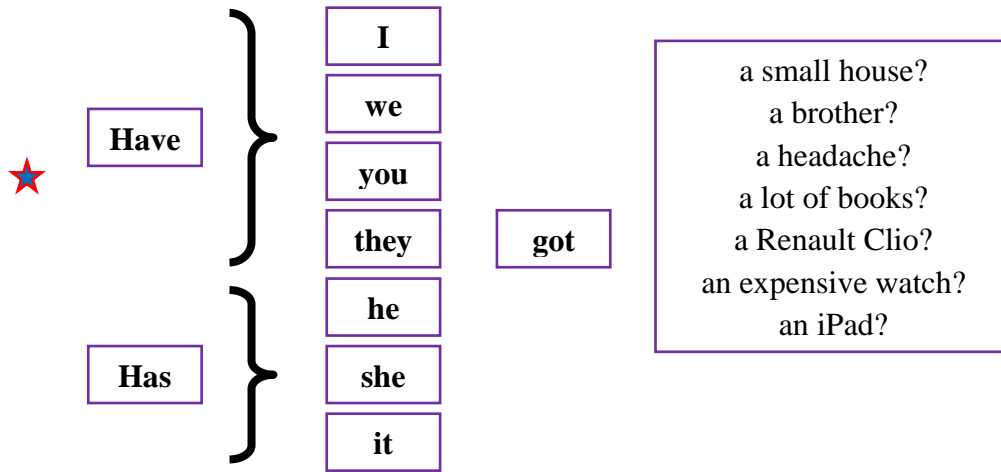 Have
I
we
you
they
Has
he
she
it
got
a small house?
a brother?
a headache?
a lot of books?
a Renault Clio?
an expensive watch?
an iPad?